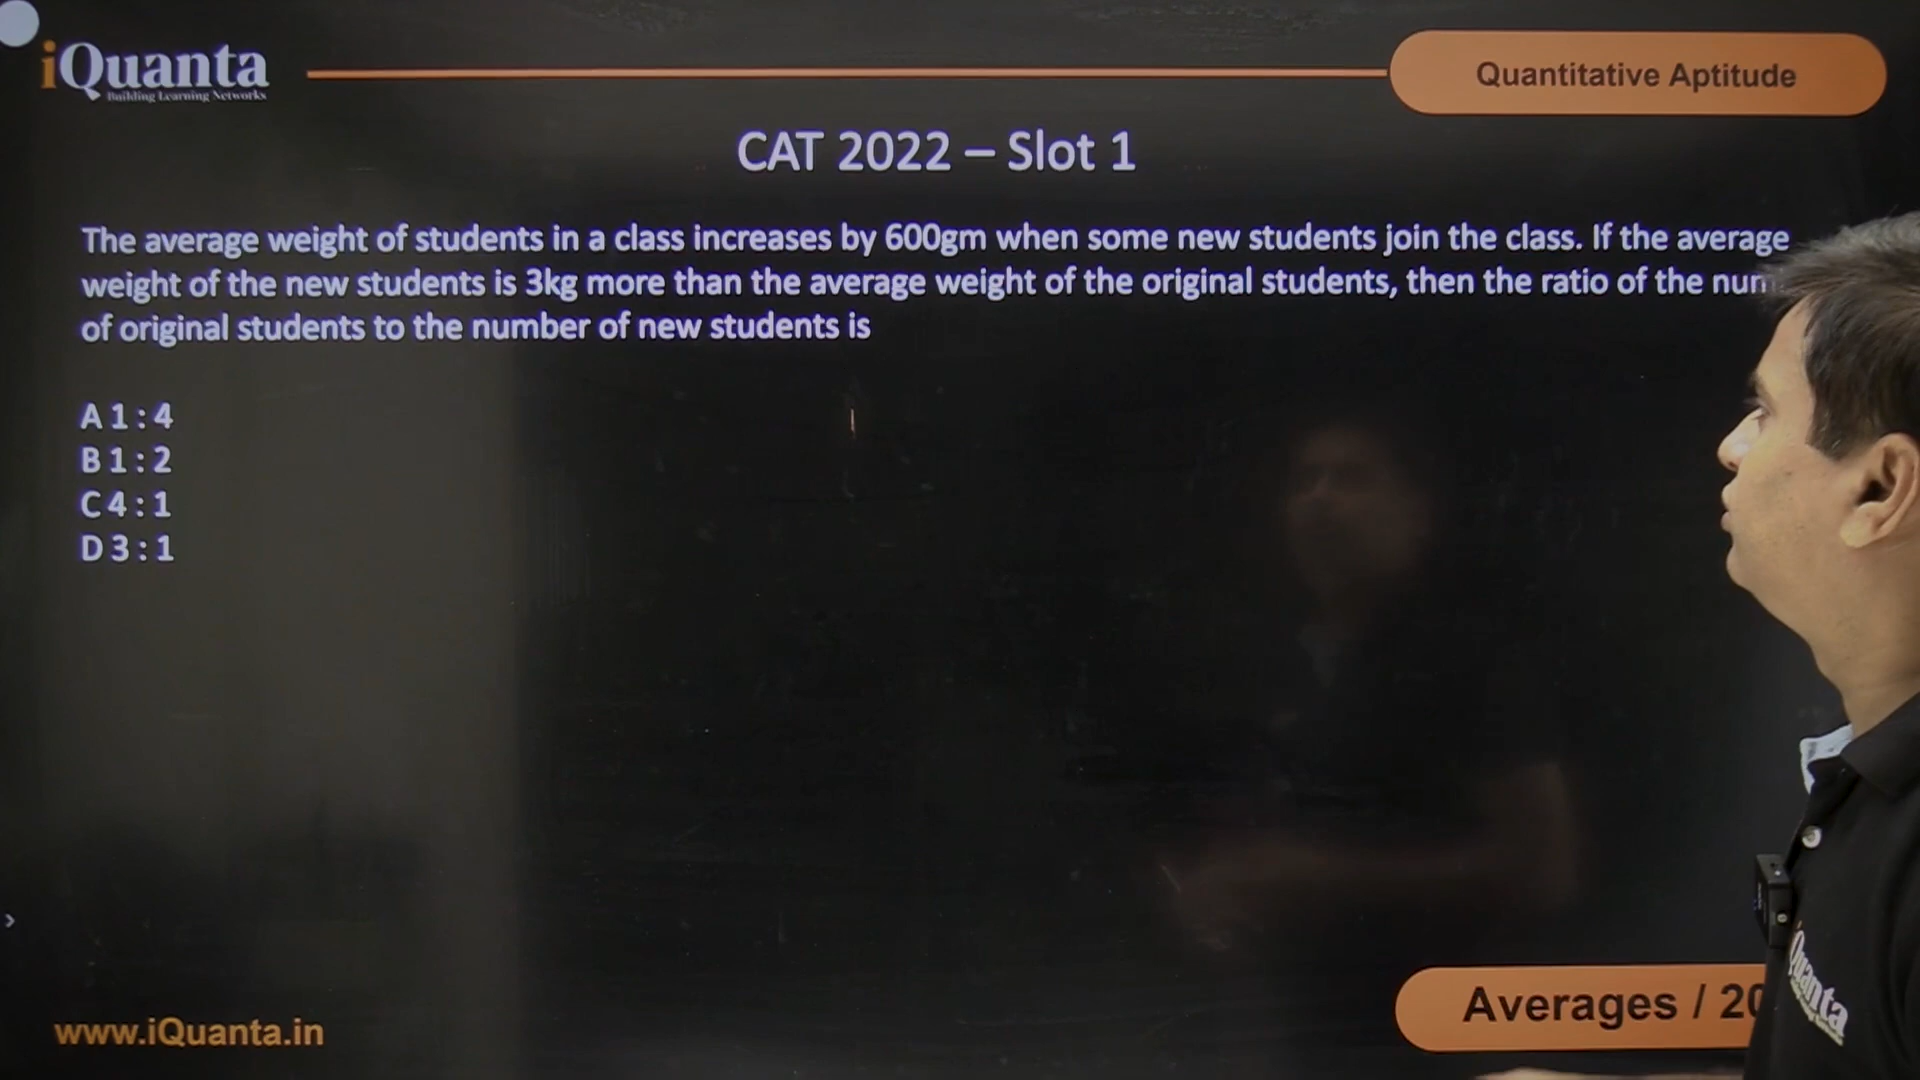 iQuanta
Building Learning Networks
Quantitative Aptitude
CAT 2022 – Slot 1
The average weight of students in a class increases by 600gm when some new students join the class. If the average
weight of the new students is 3kg more than the average weight of the original students, then the ratio of the
of original students to the number of new students is
A 1 : 4
B 1 : 2
C 4 : 1
D 3 : 1
www.iQuanta.in
Averages / 20
iQuanta